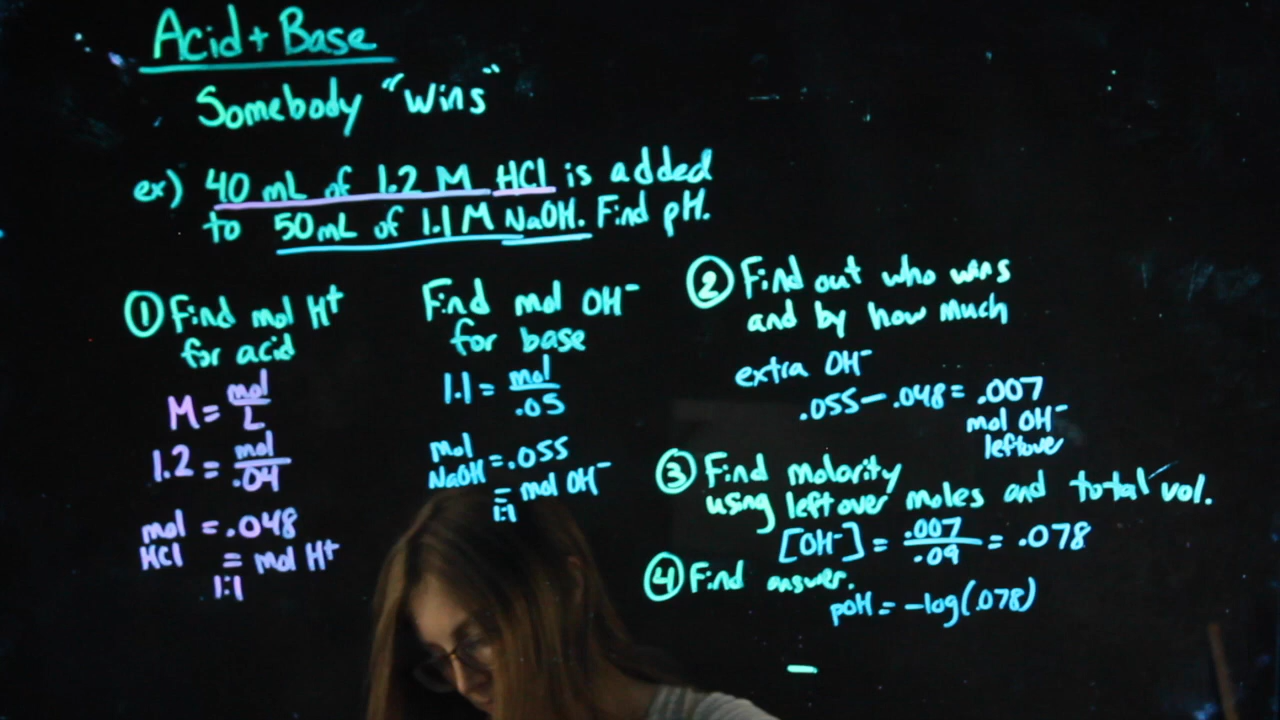 Acid + Base
Somebody "wins"
ex) 40 mL of 1.2 M HCl is added
to 50 mL of 1.1 M NaOH. Find pH.
① Find mol H⁺
for acid
M = mol/L
1.2 = mol/.04
mol HCl = .048
= mol H⁺
1:1
Find mol OH⁻
for base
1.1 = mol/.05
mol NaOH = .055
= mol OH⁻
1:1
② Find out who wins
and by how much
extra OH⁻
.055 - .048 = .007
mol OH⁻
leftover
③ Find molarity
using leftover moles and total vol.
[OH⁻] = .007/.09 = .078
④ Find answer.
pOH = -log(.078)